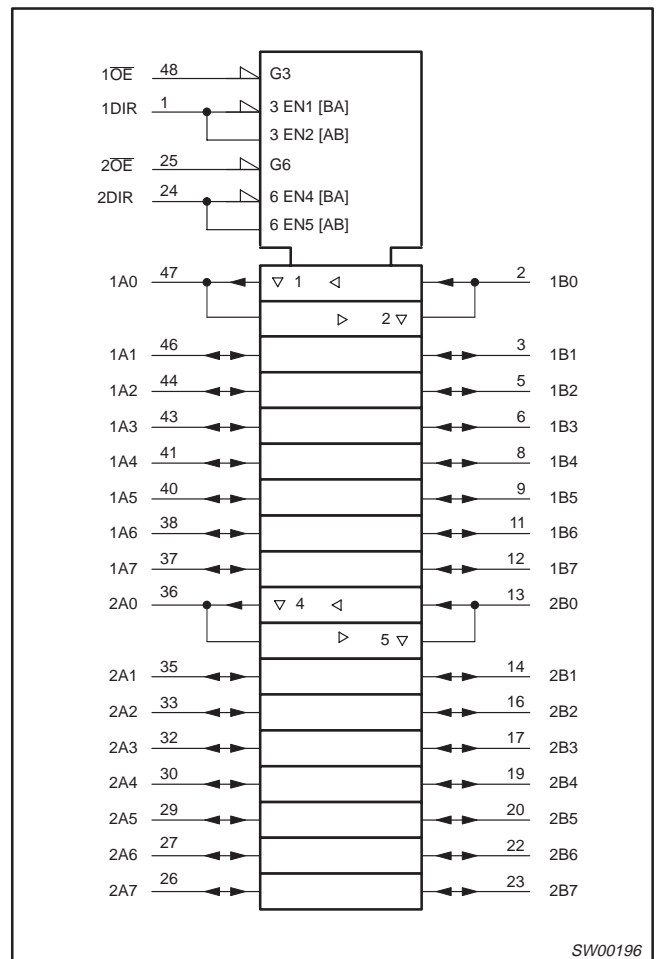 1O̅E̅ 48 G3
1DIR 1 3 EN1 [BA]
3 EN2 [AB]
2O̅E̅ 25 G6
2DIR 24 6 EN4 [BA]
6 EN5 [AB]
1A0 47 ▽ 1 ◁ 2 1B0
▷ 2 ▽
1A1 46 3 1B1
1A2 44 5 1B2
1A3 43 6 1B3
1A4 41 8 1B4
1A5 40 9 1B5
1A6 38 11 1B6
1A7 37 12 1B7
2A0 36 ▽ 4 ◁ 13 2B0
▷ 5 ▽
2A1 35 14 2B1
2A2 33 16 2B2
2A3 32 17 2B3
2A4 30 19 2B4
2A5 29 20 2B5
2A6 27 22 2B6
2A7 26 23 2B7
SW00196